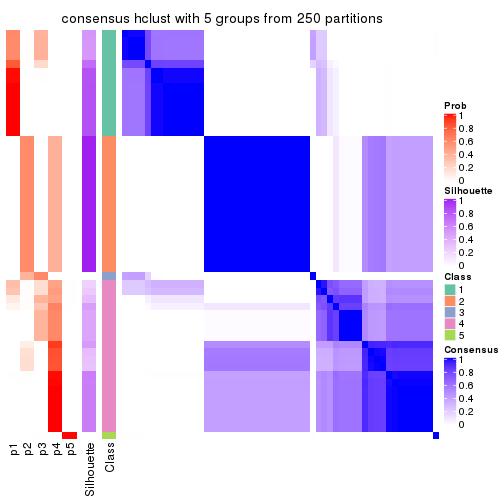 consensus hclust with 5 groups from 250 partitions
Prob
1
0.8
0.6
0.4
0.2
0
Silhouette
1
0.8
0.6
0.4
0.2
0
Class
1
2
3
4
5
Consensus
1
0.8
0.6
0.4
0.2
0
p1
p2
p3
p4
p5
Silhouette
Class